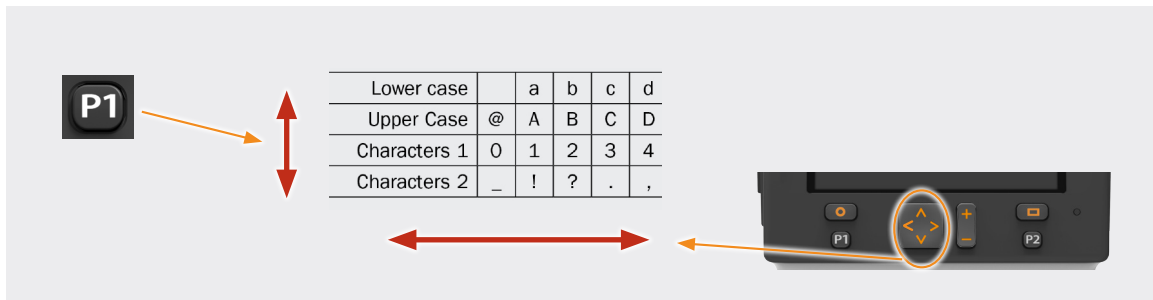 P1
Lower case a b c d
Upper Case @ A B C D
Characters 1 0 1 2 3 4
Characters 2 _ ! ? . ,
+
P1 − P2